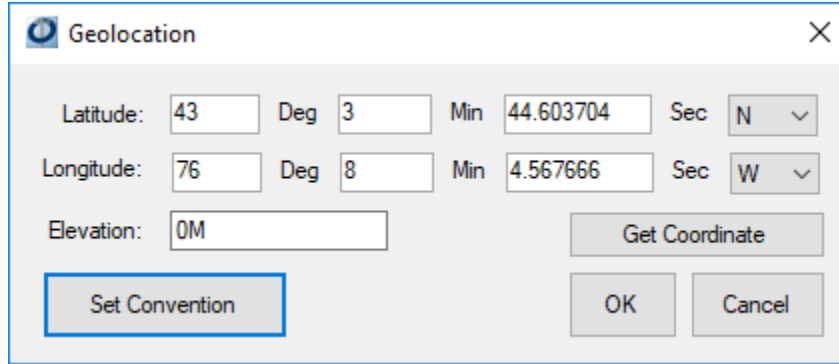 Geolocation
Latitude: 43 Deg 3 Min 44.603704 Sec N
Longitude: 76 Deg 8 Min 4.567666 Sec W
Elevation: 0M Get Coordinate
Set Convention OK Cancel